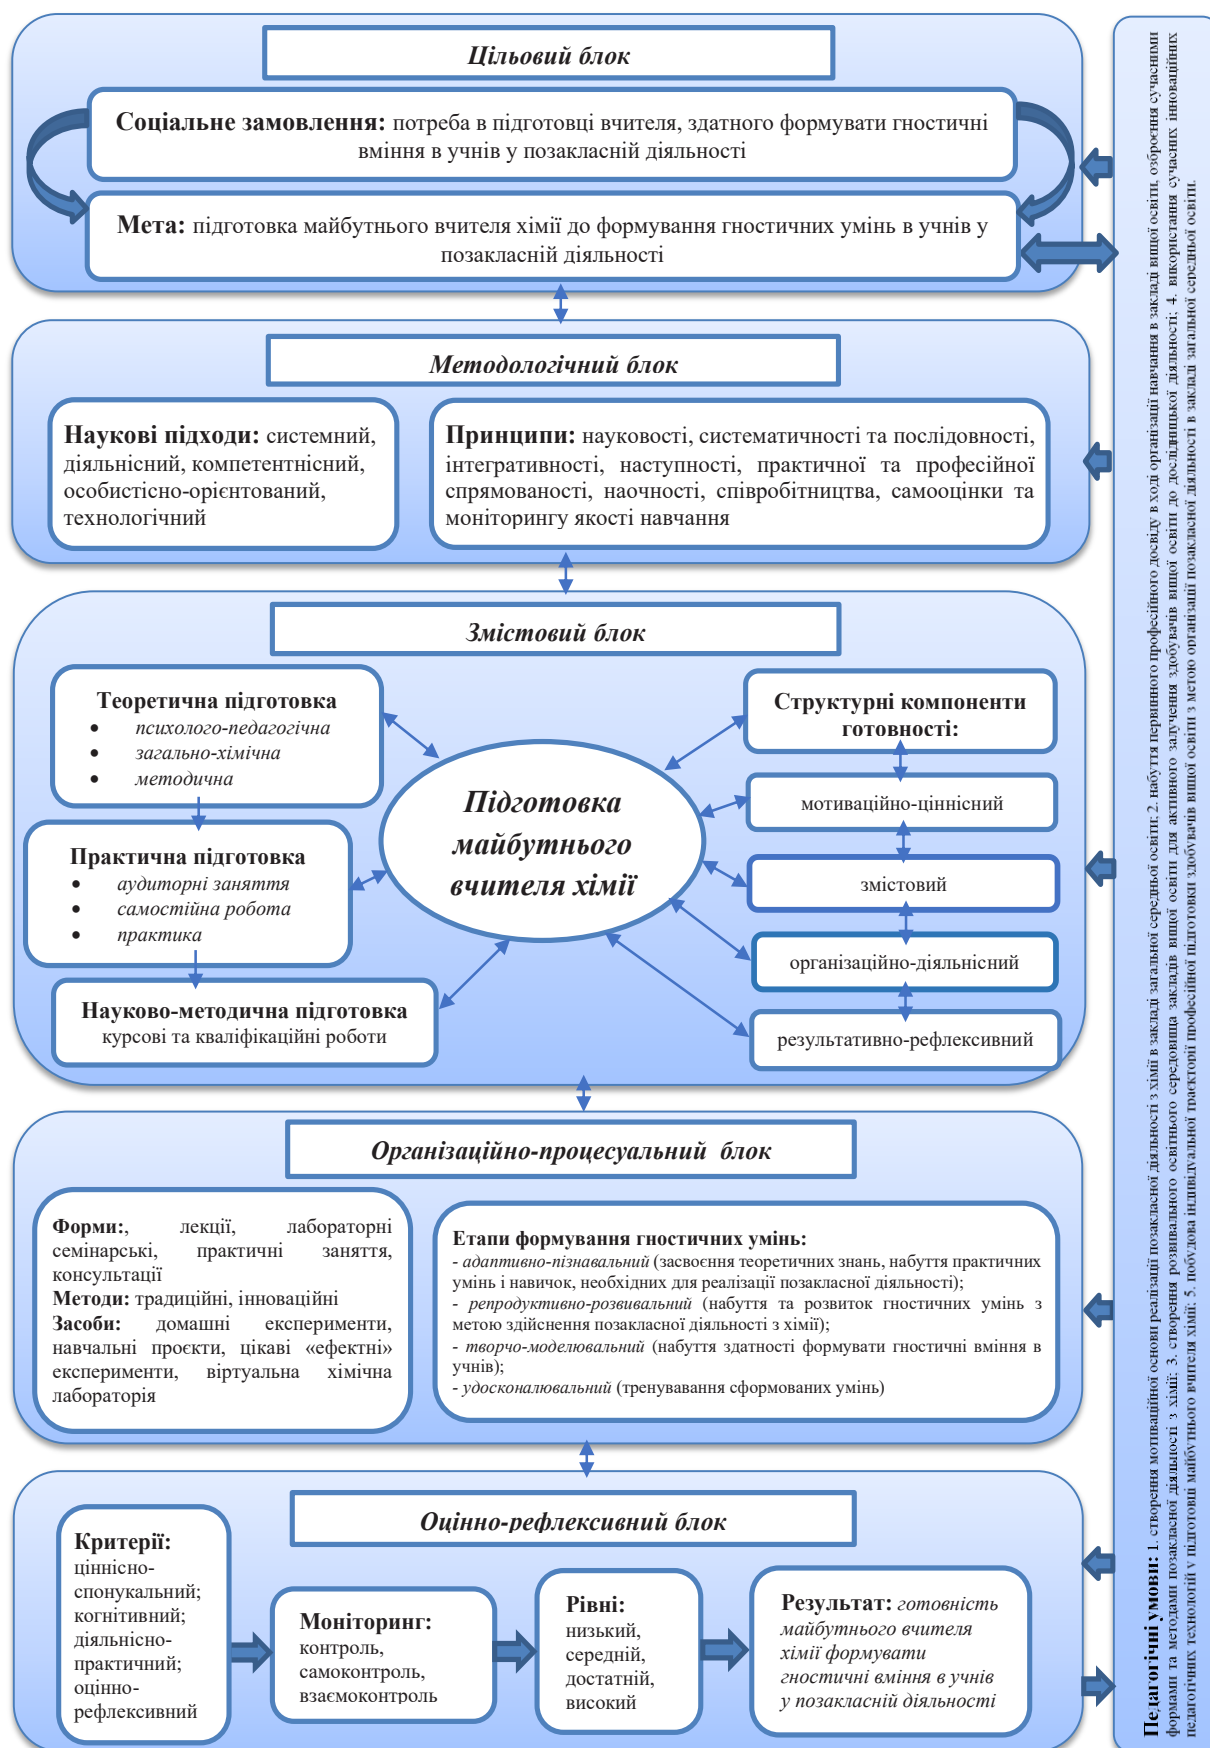 Цільовий блок
Соціальне замовлення: потреба в підготовці вчителя, здатного формувати гностичні
вміння в учнів у позакласній діяльності
Мета: підготовка майбутнього вчителя хімії до формування гностичних умінь в учнів у
позакласній діяльності
Методологічний блок
Наукові підходи: системний,
діяльнісний, компетентнісний,
особистісно-орієнтований,
технологічний
Принципи: науковості, систематичності та послідовності,
інтегративності, наступності, практичної та професійної
спрямованості, наочності, співробітництва, самооцінки та
моніторингу якості навчання
Змістовий блок
Теоретична підготовка
• психолого-педагогічна
• загально-хімічна
• методична
Практична підготовка
• аудиторні заняття
• самостійна робота
• практика
Науково-методична підготовка
курсові та кваліфікаційні роботи
Підготовка
майбутнього
вчителя хімії
Структурні компоненти
готовності:
мотиваційно-ціннісний
змістовий
організаційно-діяльнісний
результативно-рефлексивний
Організаційно-процесуальний блок
Форми:, лекції, лабораторні
семінарські, практичні заняття,
консультації
Методи: традиційні, інноваційні
Засоби: домашні експерименти,
навчальні проєкти, цікаві «ефектні»
експерименти, віртуальна хімічна
лабораторія
Етапи формування гностичних умінь:
- адаптивно-пізнавальний (засвоєння теоретичних знань, набуття практичних
умінь і навичок, необхідних для реалізації позакласної діяльності);
- репродуктивно-розвивальний (набуття та розвиток гностичних умінь з
метою здійснення позакласної діяльності з хімії);
- творчо-моделювальний (набуття здатності формувати гностичні вміння в
учнів);
- удосконалювальний (тренування сформованих умінь)
Оцінно-рефлексивний блок
Критерії:
ціннісно-
спонукальний;
когнітивний;
діяльнісно-
практичний;
оцінно-
рефлексивний
Моніторинг:
контроль,
самоконтроль,
взаємоконтроль
Рівні:
низький,
середній,
достатній,
високий
Результат: готовність
майбутнього вчителя
хімії формувати
гностичні вміння в учнів
у позакласній діяльності
Педагогічні умови: 1. створення мотиваційної основи реалізації позакласної діяльності з хімії в закладі загальної середньої освіти; 2. набуття первинного професійного досвіду в ході організації навчання в закладі вищої освіти, озброєння сучасними
формами та методами позакласної діяльності з хімії; 3. створення розвивального освітнього середовища закладів вищої освіти для активного залучення здобувачів вищої освіти до дослідницької діяльності; 4. використання сучасних інноваційних
педагогічних технологій у підготовці майбутнього вчителя хімії; 5. побудова індивідуальної траєкторії професійної підготовки здобувачів вищої освіти з метою організації позакласної діяльності в закладі загальної середньої освіти.